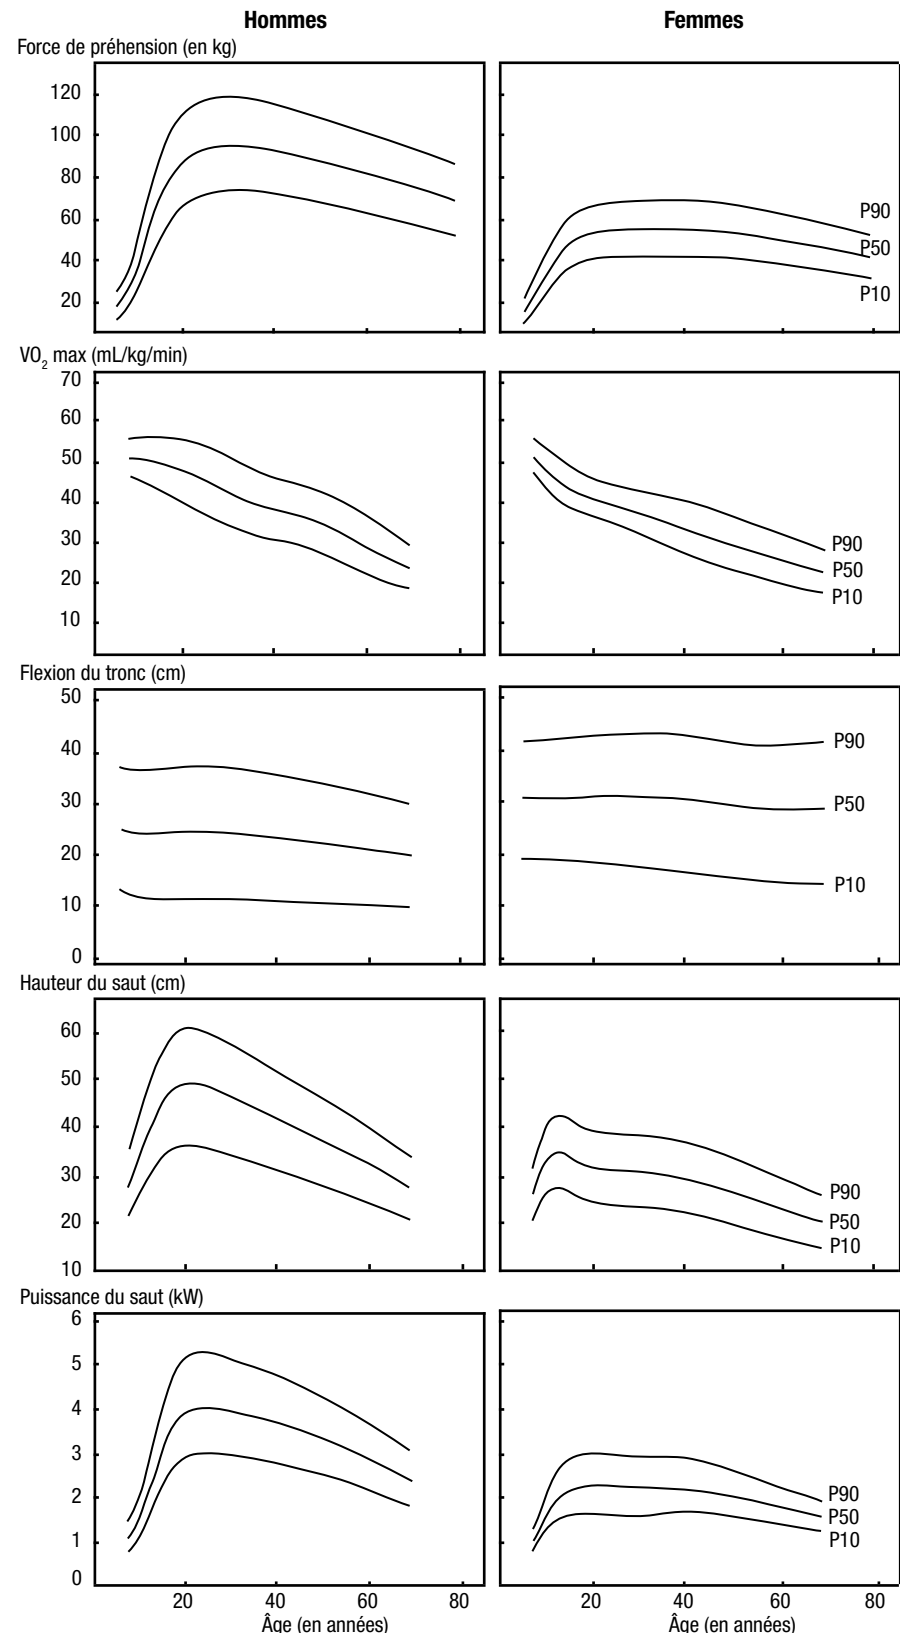 Hommes
Femmes
Force de préhension (en kg)
120
100
80
60
40
20
P90
P50
P10
VO2 max (mL/kg/min)
70
60
50
40
30
20
10
P90
P50
P10
Flexion du tronc (cm)
50
40
30
20
10
0
P90
P50
P10
Hauteur du saut (cm)
60
50
40
30
20
10
P90
P50
P10
Puissance du saut (kW)
6
5
4
3
2
1
0
P90
P50
P10
20 40 60 80
20 40 60 80
Âge (en années)
Âge (en années)